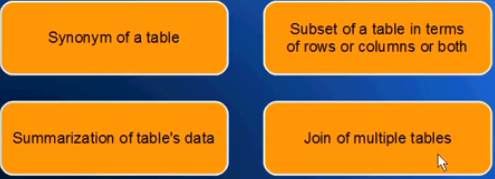 Synonym of a table
Subset of a table in terms
of rows or columns or both
Summarization of table's data
Join of multiple tables